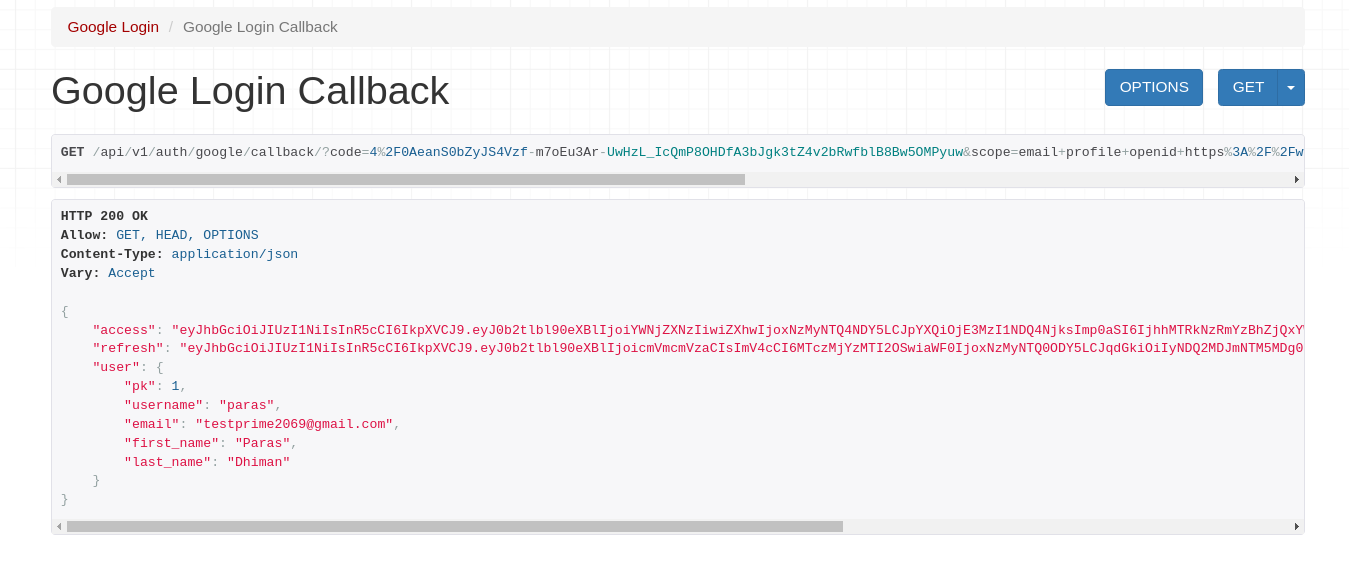 Google Login / Google Login Callback
Google Login Callback
OPTIONS
GET
GET /api/v1/auth/google/callback/?code=4%2F0AeanS0bZyJS4Vzf-m7oEu3Ar-UwHzL_IcQmP8OHDfA3bJgk3tZ4v2bRwfblB8Bw5OMPyuw&scope=email+profile+openid+https%3A%2F%2Fw
HTTP 200 OK
Allow: GET, HEAD, OPTIONS
Content-Type: application/json
Vary: Accept
{
"access": "eyJhbGciOiJIUzI1NiIsInR5cCI6IkpXVCJ9.eyJ0b2tlbl90eXBlIjoiYWNjZXNzIiwiZXhwIjoxNzMyNTQ4NDY5LCJpYXQiOjE3MzI1NDQ4NjksImp0aSI6IjhhMTRkNzRmYzBhZjQxY
"refresh": "eyJhbGciOiJIUzI1NiIsInR5cCI6IkpXVCJ9.eyJ0b2tlbl90eXBlIjoicmVmcmVzaCIsImV4cCI6MTczMjYzMTI2OSwiaWF0IjoxNzMyNTQ0ODY5LCJqdGkiOiIyNDQ2MDJmNTM5MDg0
"user": {
"pk": 1,
"username": "paras",
"email": "testprime2069@gmail.com",
"first_name": "Paras",
"last_name": "Dhiman"
}
}